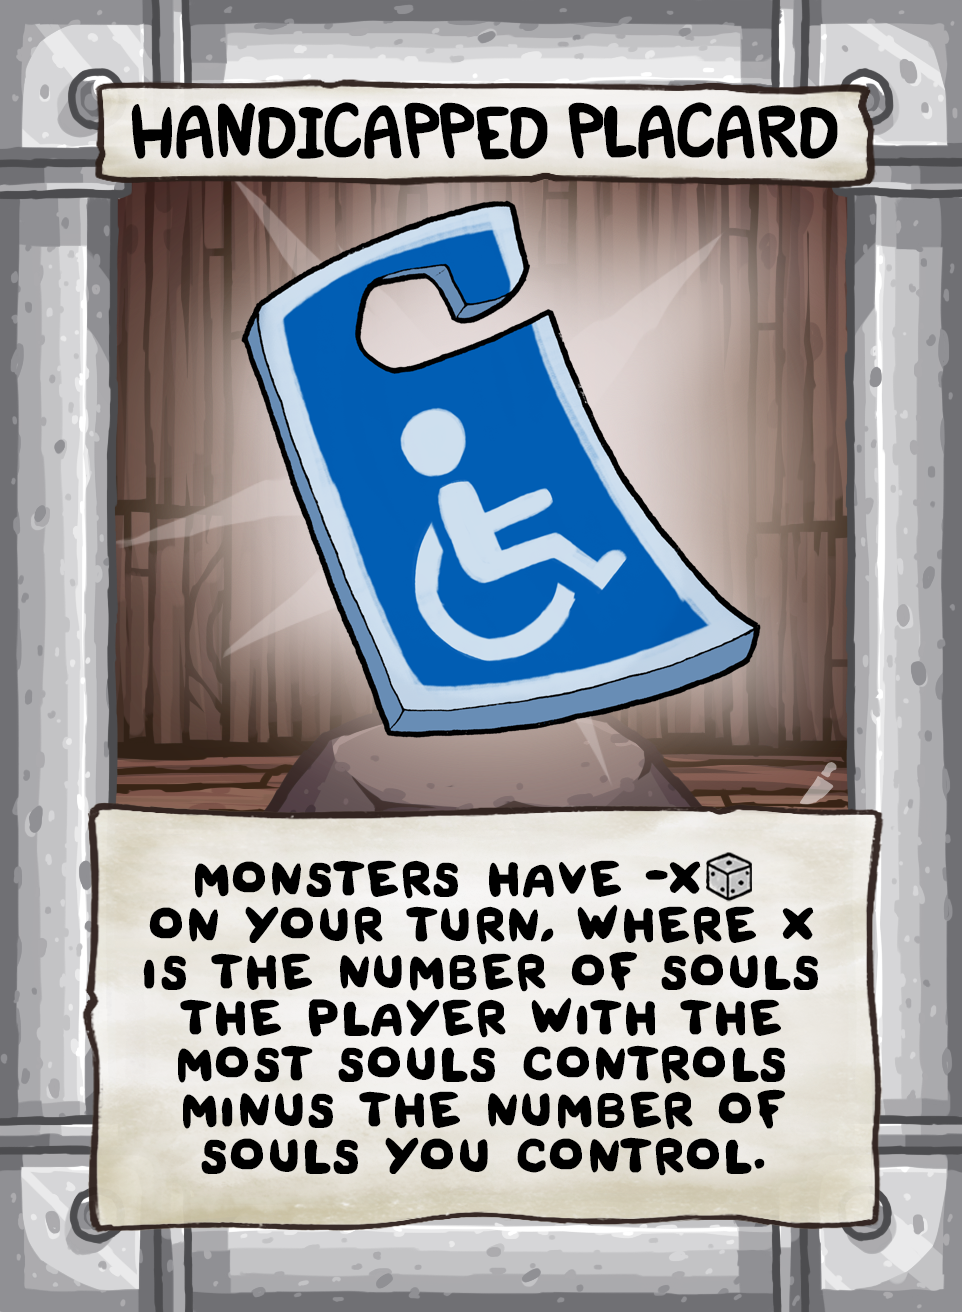 HANDICAPPED PLACARD
MONSTERS HAVE -X
ON YOUR TURN, WHERE X
IS THE NUMBER OF SOULS
THE PLAYER WITH THE
MOST SOULS CONTROLS
MINUS THE NUMBER OF
SOULS YOU CONTROL.